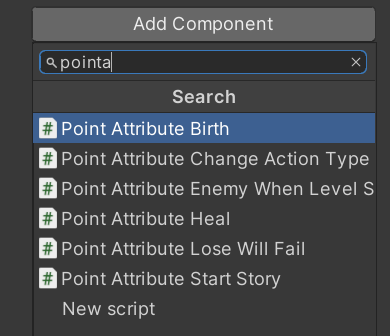 Add Component
pointa
Search
Point Attribute Birth
Point Attribute Change Action Type
Point Attribute Enemy When Level S
Point Attribute Heal
Point Attribute Lose Will Fail
Point Attribute Start Story
New script